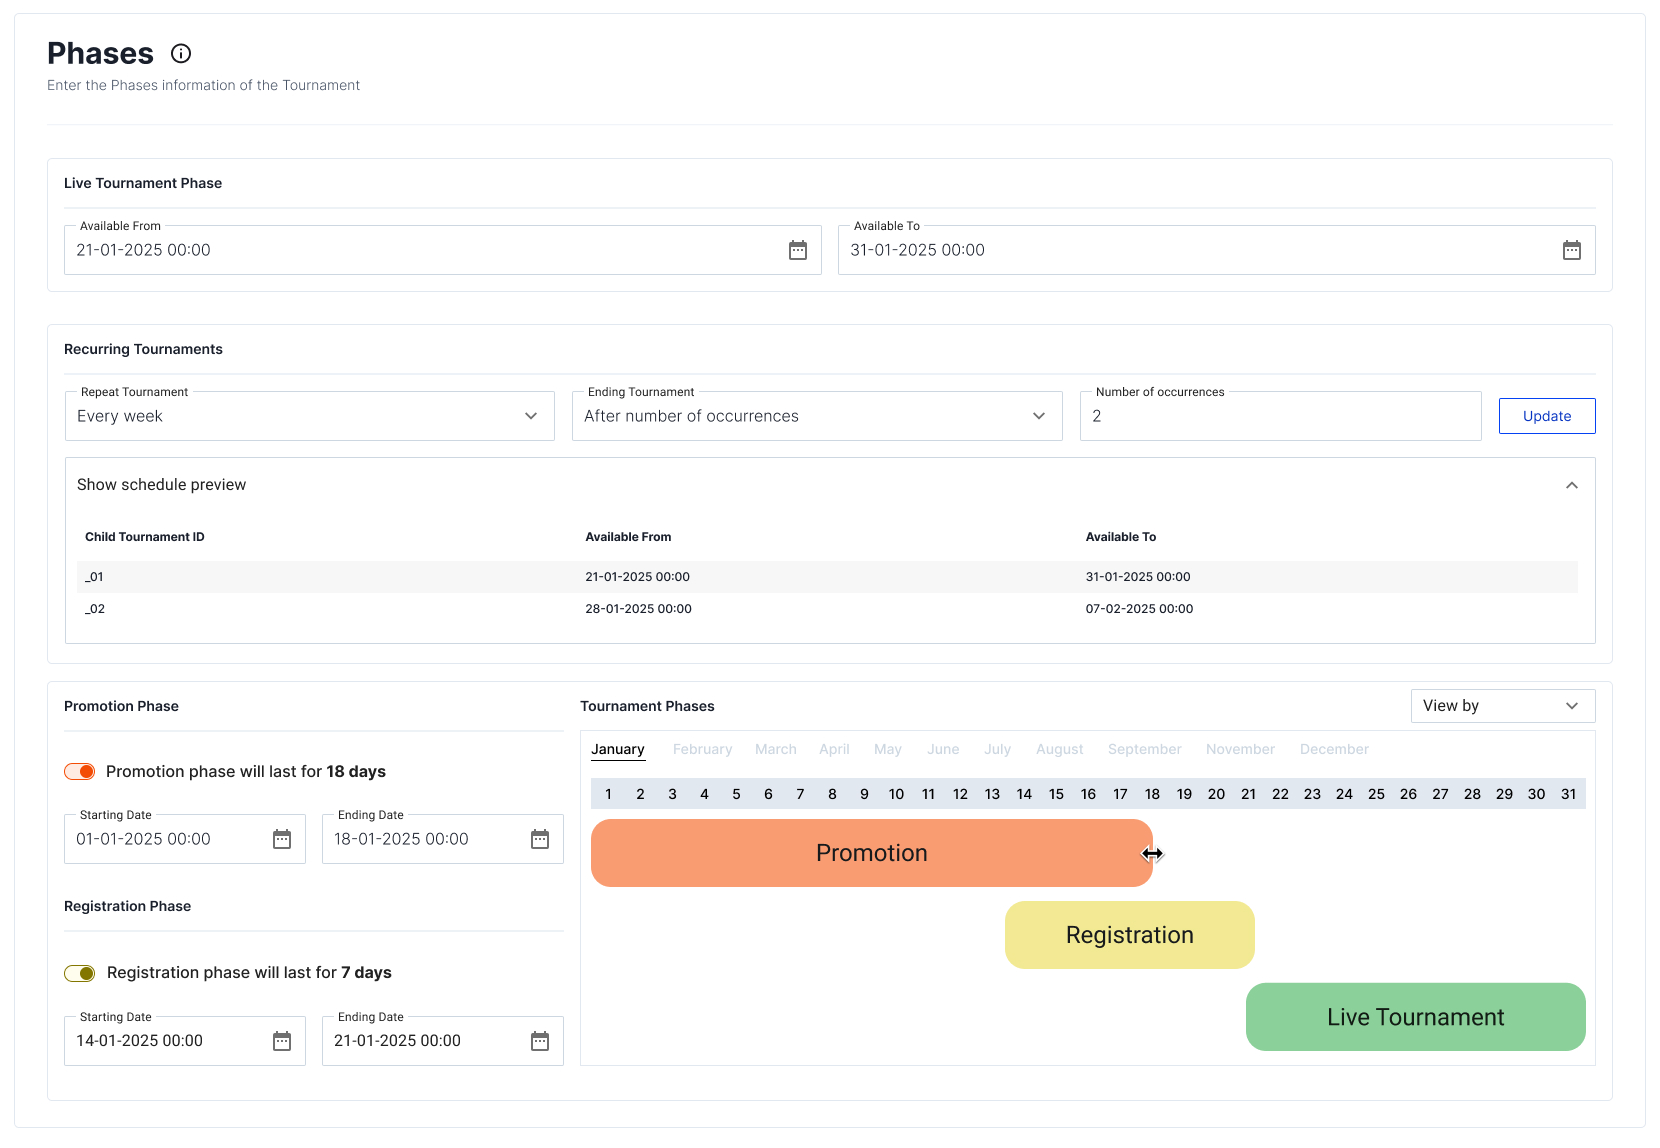 Phases
Enter the Phases information of the Tournament
Live Tournament Phase
Available From
21-01-2025 00:00
Available To
31-01-2025 00:00
Recurring Tournaments
Repeat Tournament
Every week
Ending Tournament
After number of occurrences
Number of occurrences
2
Update
Show schedule preview
Child Tournament ID Available From Available To
_01 21-01-2025 00:00 31-01-2025 00:00
_02 28-01-2025 00:00 07-02-2025 00:00
Promotion Phase
Promotion phase will last for 18 days
Starting Date
01-01-2025 00:00
Ending Date
18-01-2025 00:00
Registration Phase
Registration phase will last for 7 days
Starting Date
14-01-2025 00:00
Ending Date
21-01-2025 00:00
Tournament Phases
View by
January February March April May June July August September November December
1 2 3 4 5 6 7 8 9 10 11 12 13 14 15 16 17 18 19 20 21 22 23 24 25 26 27 28 29 30 31
Promotion
Registration
Live Tournament